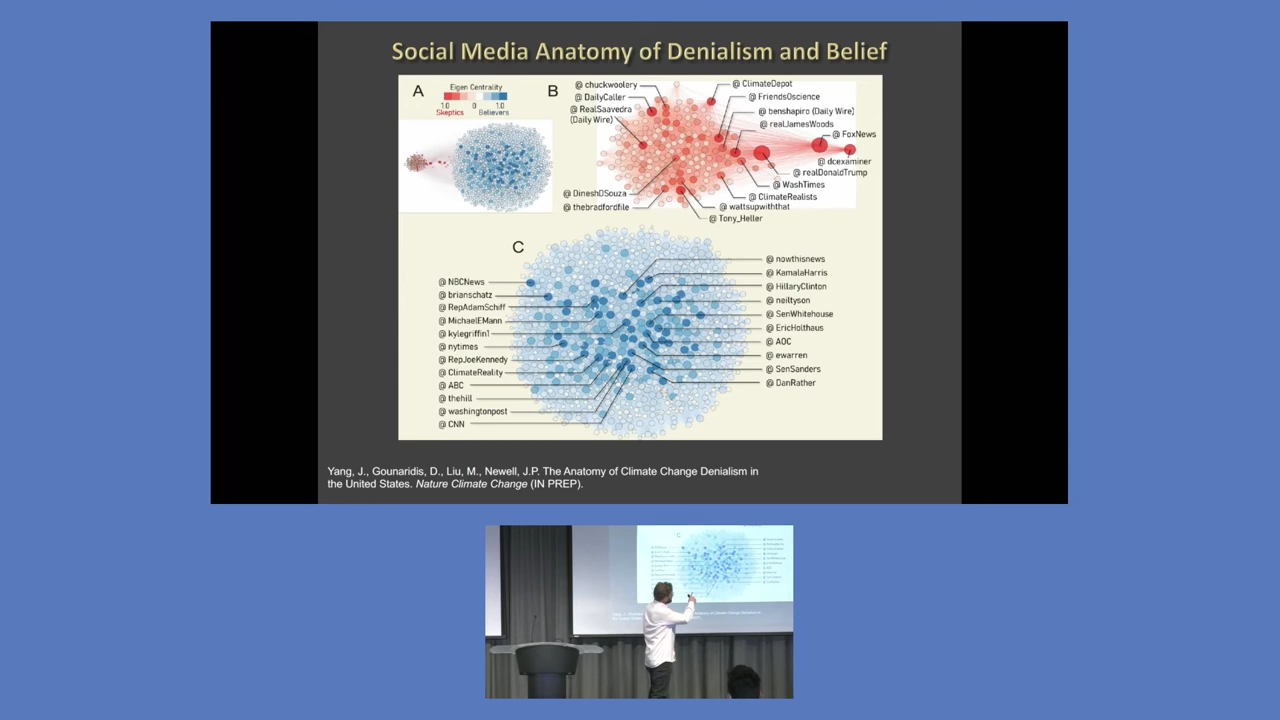 Social Media Anatomy of Denialism and Belief
A
Eigen Centrality
1.0 0 1.0
Skeptics Believers
B
@ chuckwoolery
@ DailyCaller
@ RealSaavedra
(Daily Wire)
@ DineshDSouza
@ thebradfordfile
@ ClimateDepot
@ FriendsOscience
@ benshapiro (Daily Wire)
@ realJamesWoods
@ FoxNews
@ dcexaminer
@ realDonaldTrump
@ WashTimes
@ ClimateRealists
@ wattsupwiththat
@ Tony_Heller
C
@ NBCNews
@ brianschatz
@ RepAdamSchiff
@ MichaelEMann
@ kylegriffin1
@ nytimes
@ RepJoeKennedy
@ ClimateReality
@ ABC
@ thehill
@ washingtonpost
@ CNN
@ nowthisnews
@ KamalaHarris
@ HillaryClinton
@ neiltyson
@ SenWhitehouse
@ EricHolthaus
@ AOC
@ ewarren
@ SenSanders
@ DanRather
Yang, J., Gounaridis, D., Liu, M., Newell, J.P. The Anatomy of Climate Change Denialism in
the United States. Nature Climate Change (IN PREP).